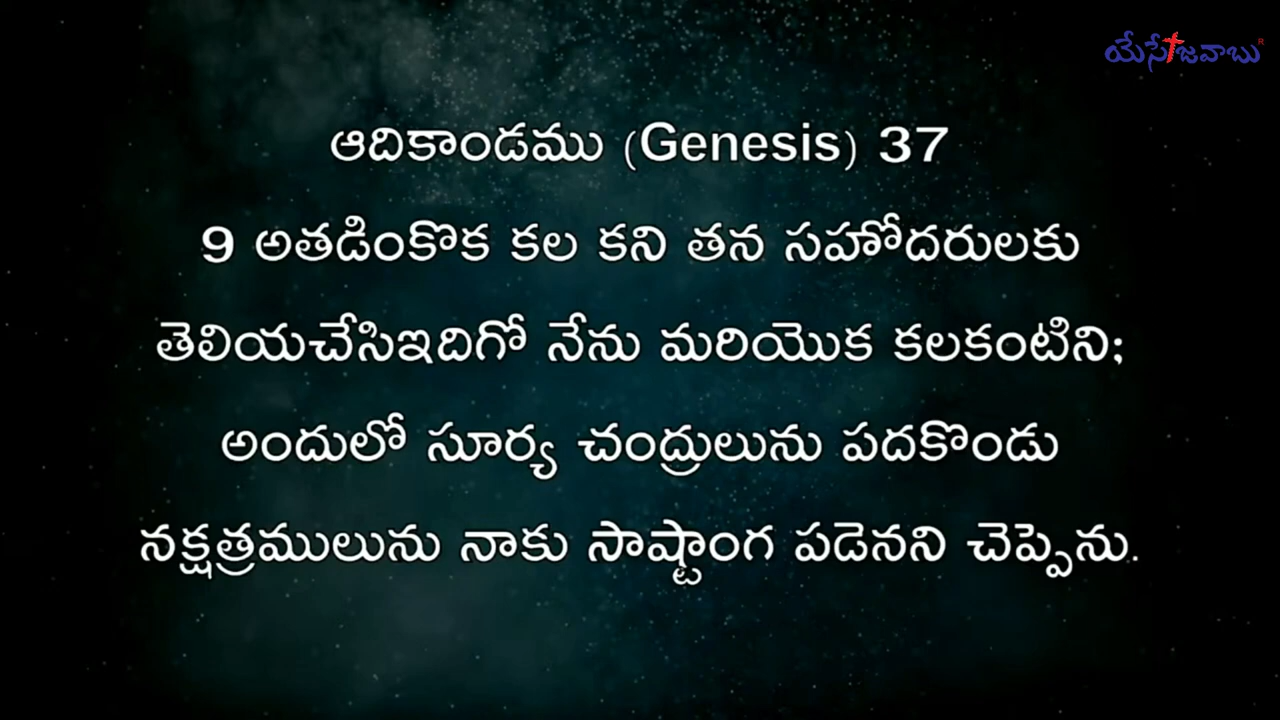 యేసే జవాబు
ఆదికాండము (Genesis) 37
9 అతడింకొక కల కని తన సహోదరులకు
తెలియచేసిఇదిగో నేను మరియొక కలకంటిని;
అందులో సూర్య చంద్రులును పదకొండు
నక్షత్రములును నాకు సాష్టాంగ పడెనని చెప్పెను.